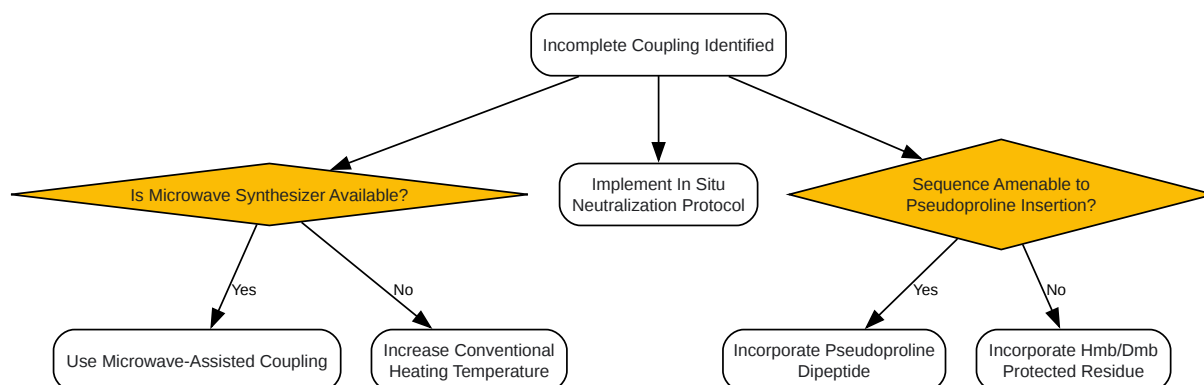 Incomplete Coupling Identified
Is Microwave Synthesizer Available?
Implement In Situ
Neutralization Protocol
Sequence Amenable to
Pseudoproline Insertion?
Yes
No
Yes
No
Use Microwave-Assisted Coupling
Increase Conventional
Heating Temperature
Incorporate Pseudoproline
Dipeptide
Incorporate Hmb/Dmb
Protected Residue